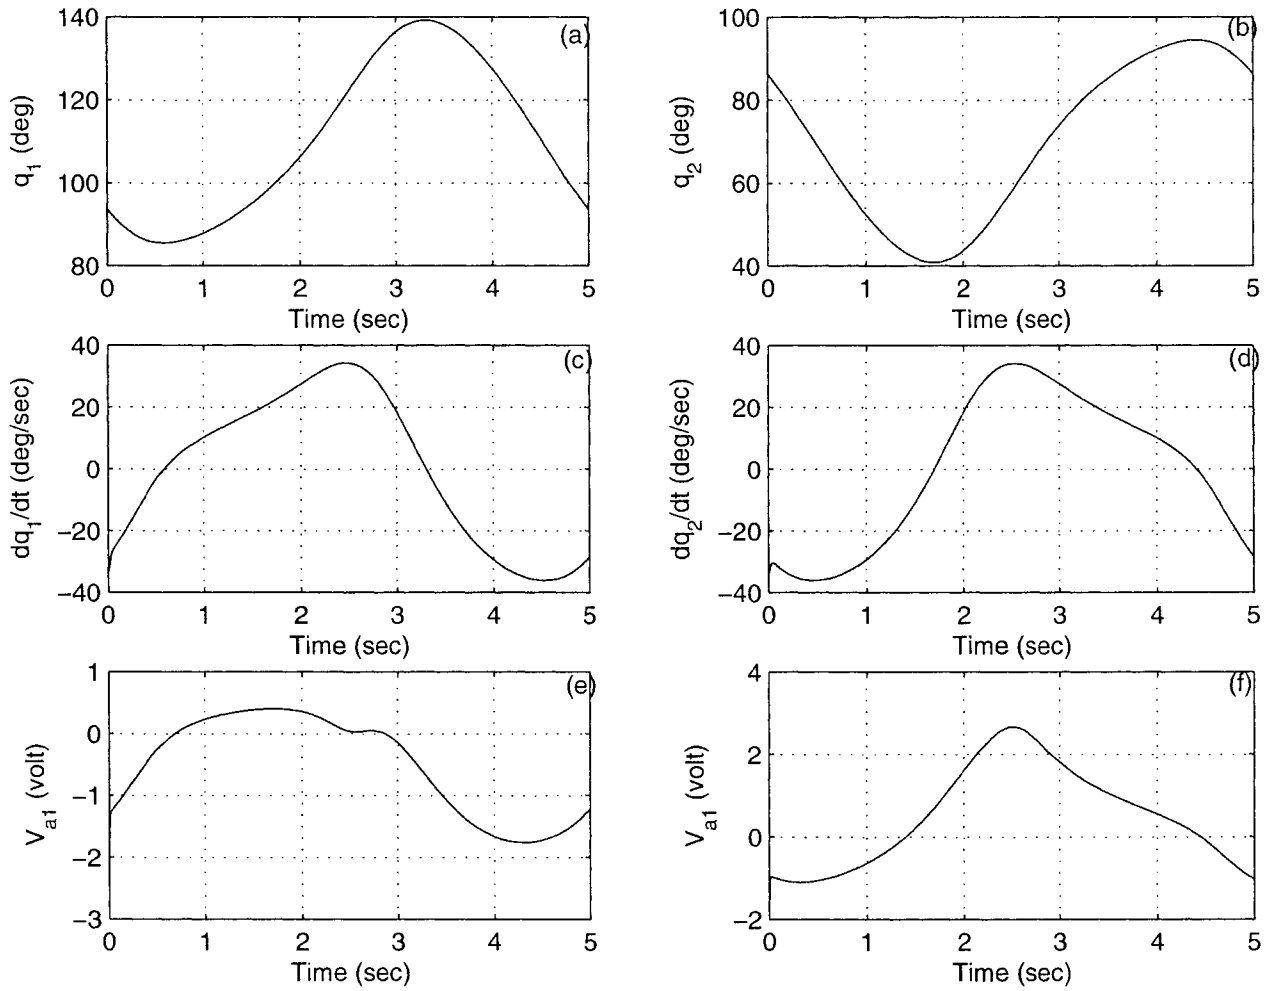 140
120
100
80
q1 (deg)
(a)
0 1 2 3 4 5
Time (sec)
100
80
60
40
q2 (deg)
(b)
0 1 2 3 4 5
Time (sec)
40
20
0
−20
−40
dq1/dt (deg/sec)
(c)
0 1 2 3 4 5
Time (sec)
40
20
0
−20
−40
dq2/dt (deg/sec)
(d)
0 1 2 3 4 5
Time (sec)
1
0
−1
−2
−3
Va1 (volt)
(e)
0 1 2 3 4 5
Time (sec)
4
2
0
−2
Va1 (volt)
(f)
0 1 2 3 4 5
Time (sec)